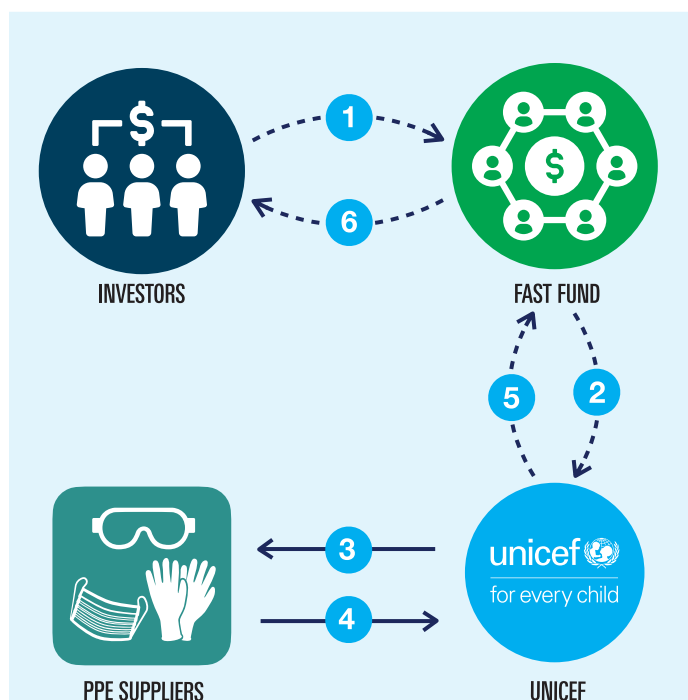 $
1
$
6
INVESTORS
FAST FUND
5
2
3
unicef
for every child
4
PPE SUPPLIERS
UNICEF